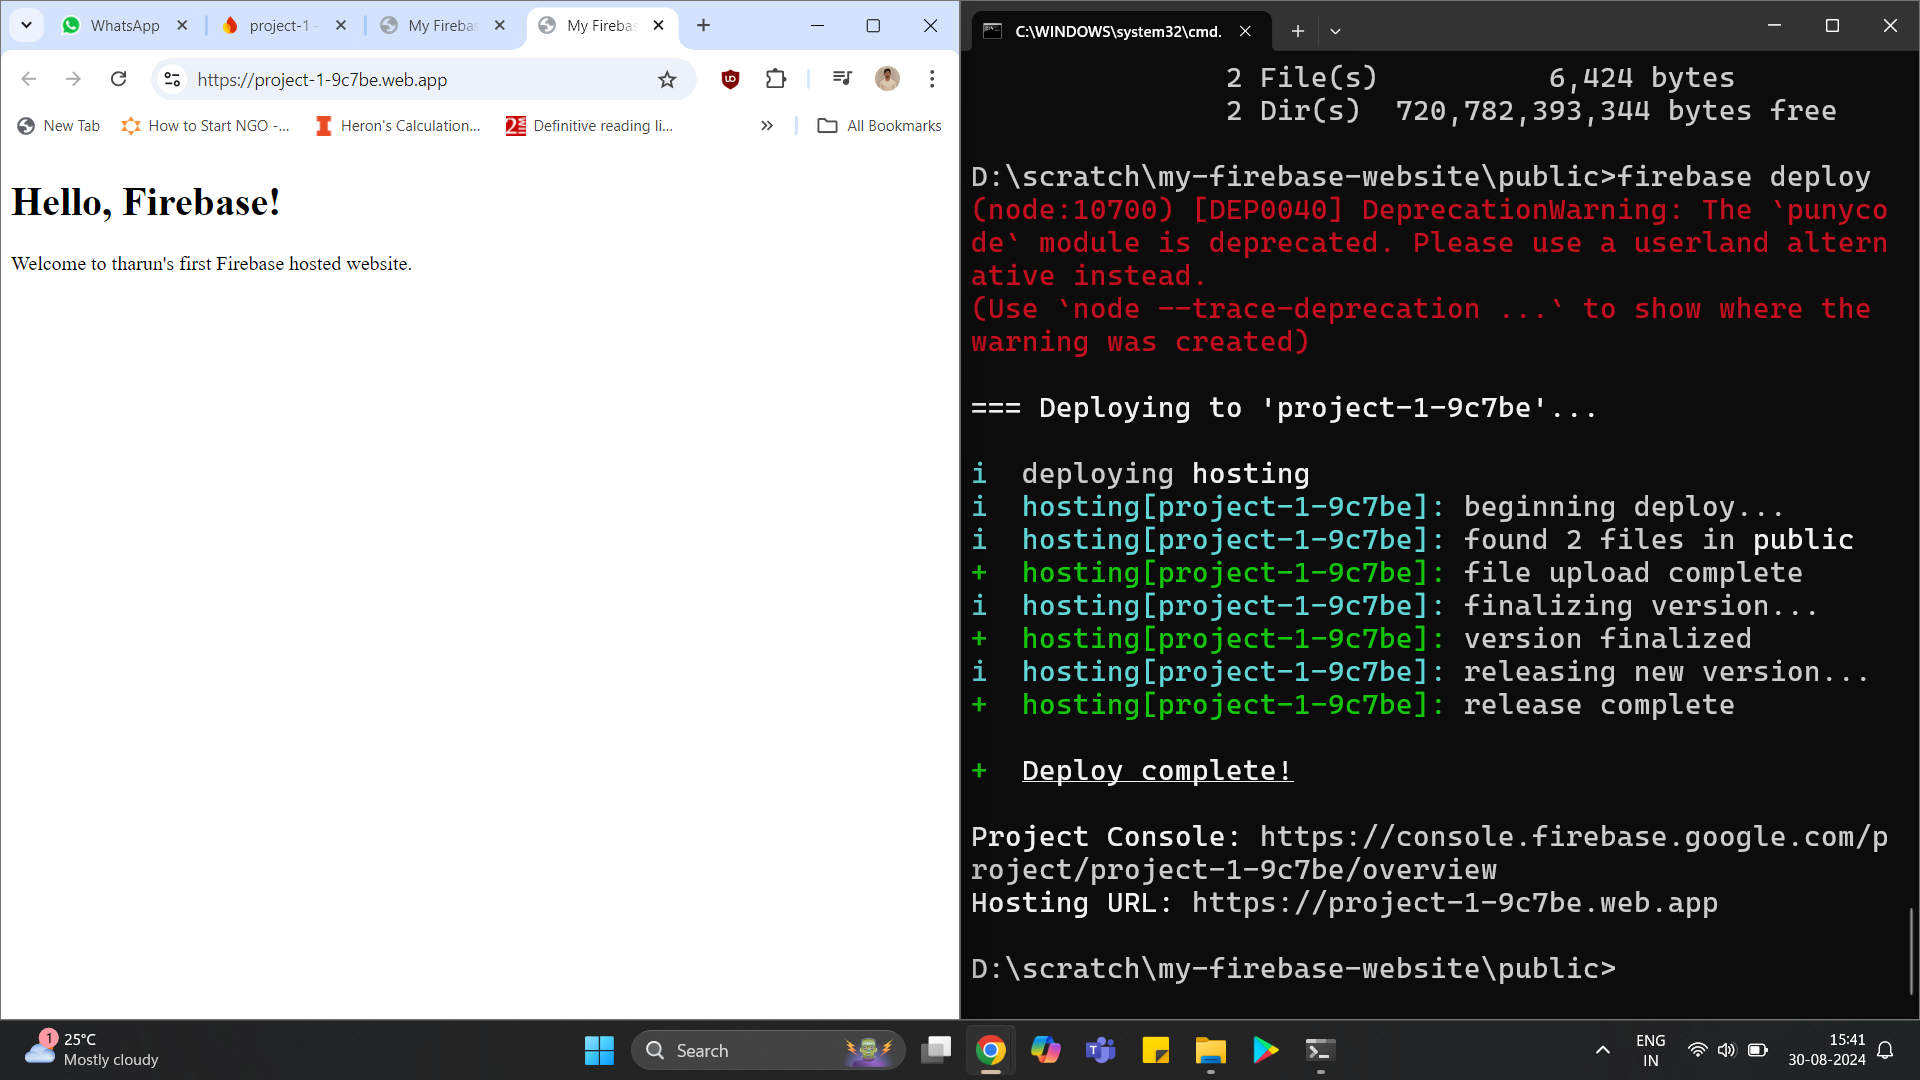 WhatsApp
project-1 -
My Fireba
My Fireba
https://project-1-9c7be.web.app
New Tab
How to Start NGO -...
Heron's Calculation...
Definitive reading li...
All Bookmarks
Hello, Firebase!
Welcome to tharun's first Firebase hosted website.
C:\WINDOWS\system32\cmd.
2 File(s) 6,424 bytes
2 Dir(s) 720,782,393,344 bytes free
D:\scratch\my-firebase-website\public>firebase deploy
(node:10700) [DEP0040] DeprecationWarning: The `punyco
de` module is deprecated. Please use a userland altern
ative instead.
(Use `node --trace-deprecation ...` to show where the
warning was created)
=== Deploying to 'project-1-9c7be'...
i deploying hosting
i hosting[project-1-9c7be]: beginning deploy...
i hosting[project-1-9c7be]: found 2 files in public
+ hosting[project-1-9c7be]: file upload complete
i hosting[project-1-9c7be]: finalizing version...
+ hosting[project-1-9c7be]: version finalized
i hosting[project-1-9c7be]: releasing new version...
+ hosting[project-1-9c7be]: release complete
+ Deploy complete!
Project Console: https://console.firebase.google.com/p
roject/project-1-9c7be/overview
Hosting URL: https://project-1-9c7be.web.app
D:\scratch\my-firebase-website\public>
1
25°C
Mostly cloudy
Search
ENG
IN
15:41
30-08-2024